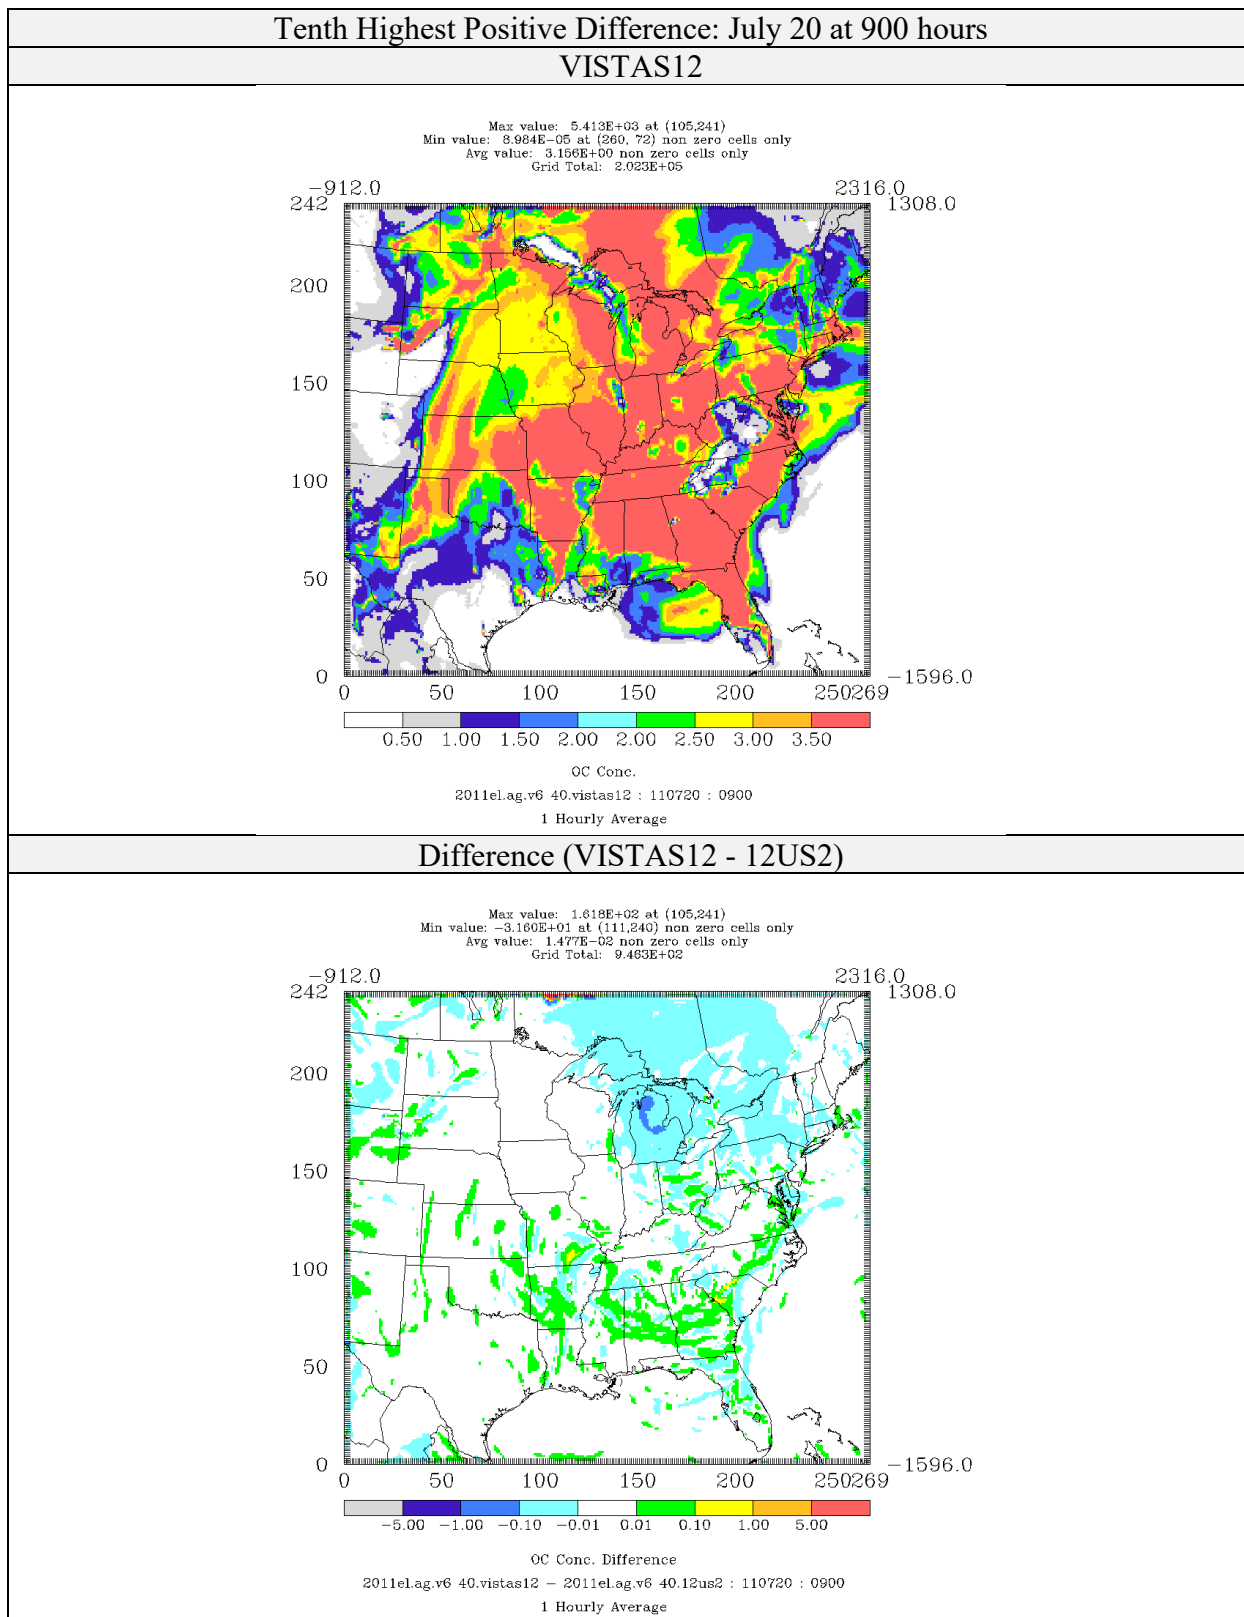 Tenth Highest Positive Difference: July 20 at 900 hours
VISTAS12
Max value: 5.413E+03 at (105,241)
Min value: 8.984E-05 at (260, 72) non zero cells only
Avg value: 3.156E+00 non zero cells only
Grid Total: 2.023E+05
-912.0 2316.0
242 1308.0
200
150
100
50
0 -1596.0
0 50 100 150 200 250269
0.50 1.00 1.50 2.00 2.00 2.50 3.00 3.50
OC Conc.
2011el.ag.v6 40.vistas12 : 110720 : 0900
1 Hourly Average
Difference (VISTAS12 - 12US2)
Max value: 1.618E+02 at (105,241)
Min value: -3.160E+01 at (111,240) non zero cells only
Avg value: 1.477E-02 non zero cells only
Grid Total: 9.463E+02
-912.0 2316.0
242 1308.0
200
150
100
50
0 -1596.0
0 50 100 150 200 250269
-5.00 -1.00 -0.10 -0.01 0.01 0.10 1.00 5.00
OC Conc. Difference
2011el.ag.v6 40.vistas12 - 2011el.ag.v6 40.12us2 : 110720 : 0900
1 Hourly Average